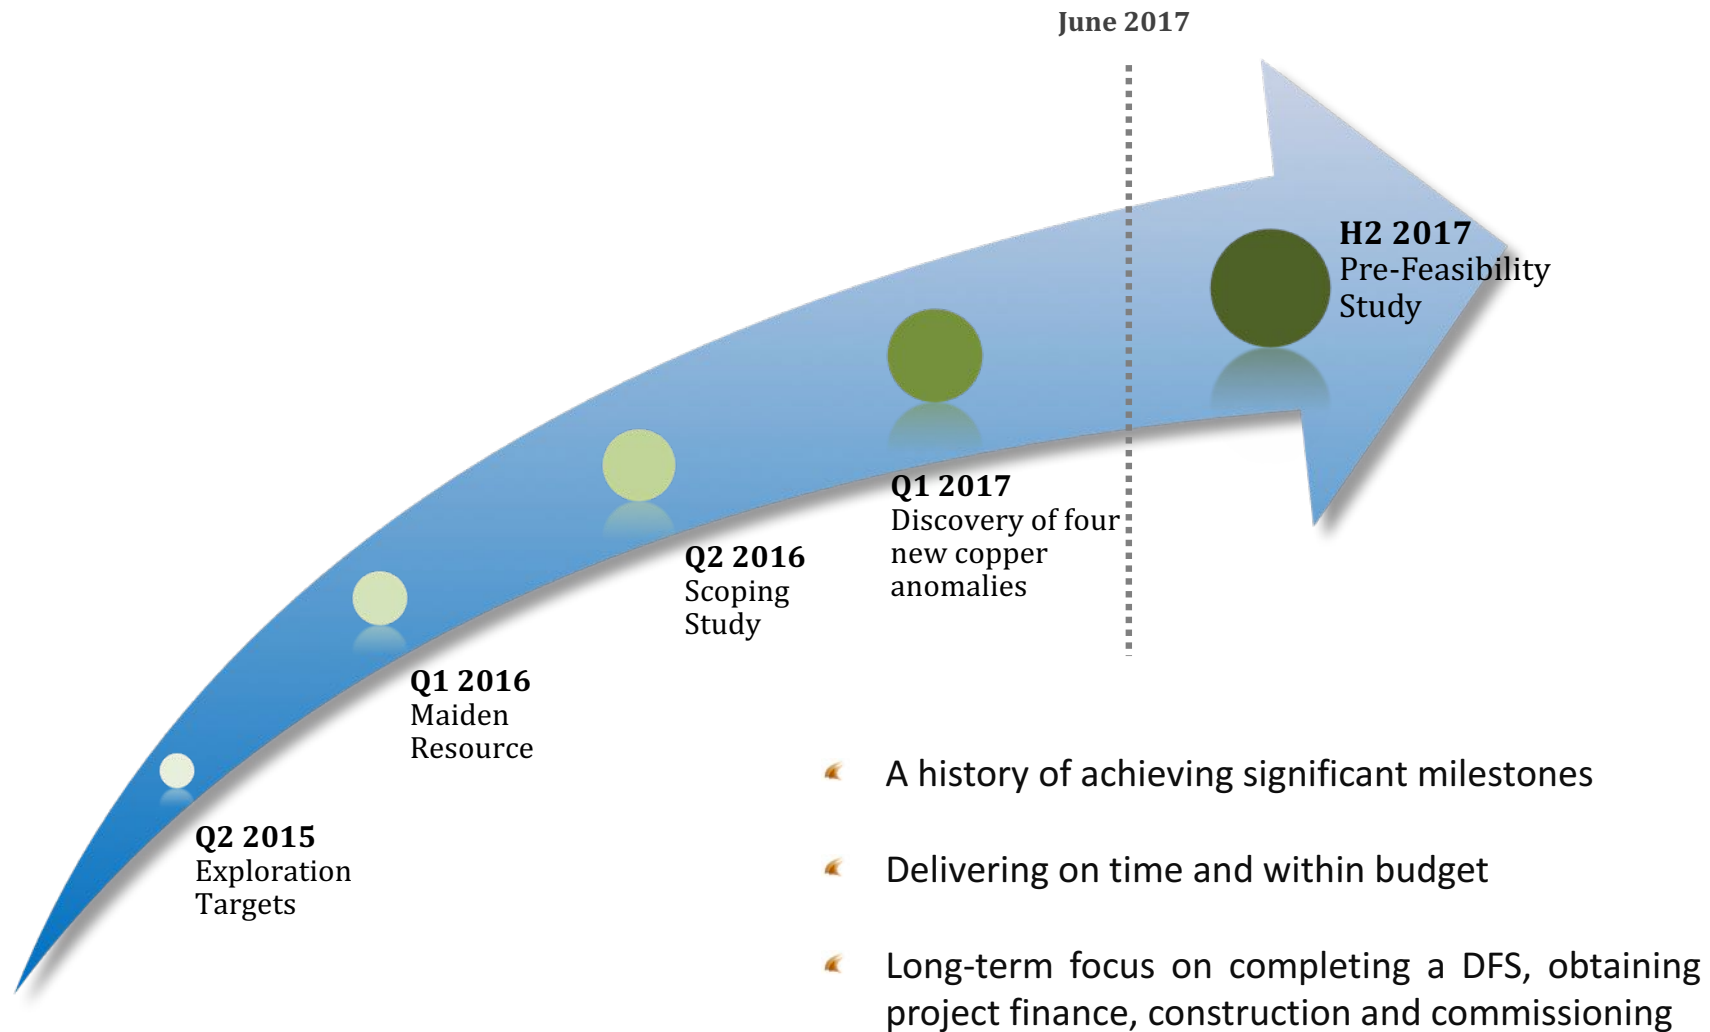 June 2017
H2 2017
Pre-Feasibility
Study
Q1 2017
Discovery of four
new copper
anomalies
Q2 2016
Scoping
Study
Q1 2016
Maiden
Resource
Q2 2015
Exploration
Targets
A history of achieving significant milestones
Delivering on time and within budget
Long-term focus on completing a DFS, obtaining
project finance, construction and commissioning